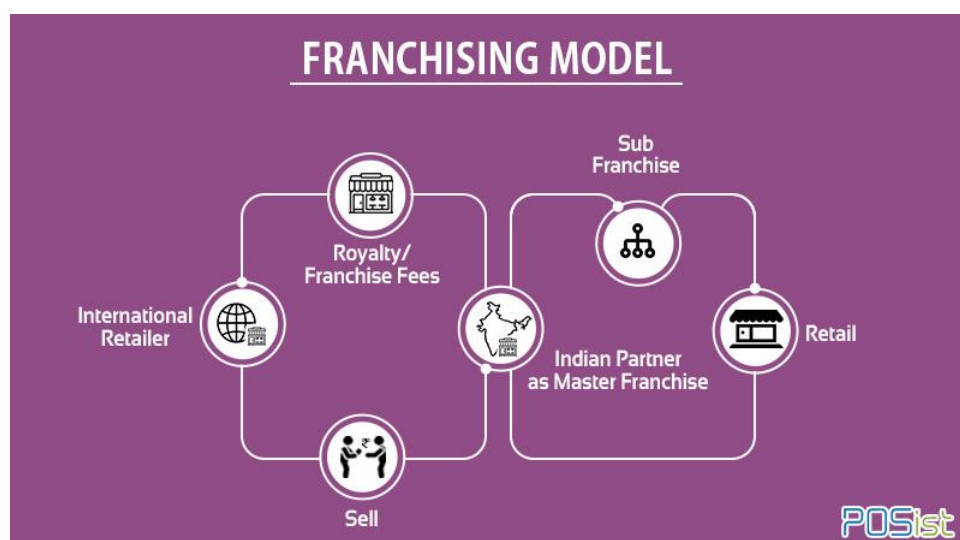 FRANCHISING MODEL
Sub
Franchise
Royalty/
Franchise Fees
International
Retailer
₹
Indian Partner
as Master Franchise
Retail
Sell
POSist